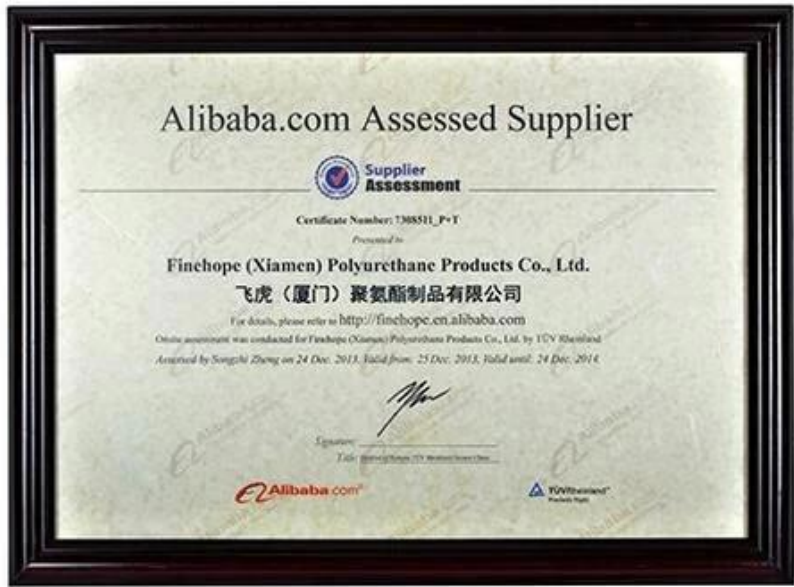 Alibaba.com Assessed Supplier
Supplier
Assessment
Certificate Number: 7308511_P+T
Presented to
Finehope (Xiamen) Polyurethane Products Co., Ltd.
飞虎（厦门）聚氨酯制品有限公司
For details, please refer to http://finehope.en.alibaba.com
Onsite assessment was conducted for Finehope (Xiamen) Polyurethane Products Co., Ltd. by TÜV Rheinland
Assessed by Songzhi Zheng on 24 Dec. 2013, Valid from: 25 Dec. 2013, Valid until: 24 Dec. 2014.
Signature:
Title:
Alibaba.com®
TÜVRheinland®
Precisely Right.